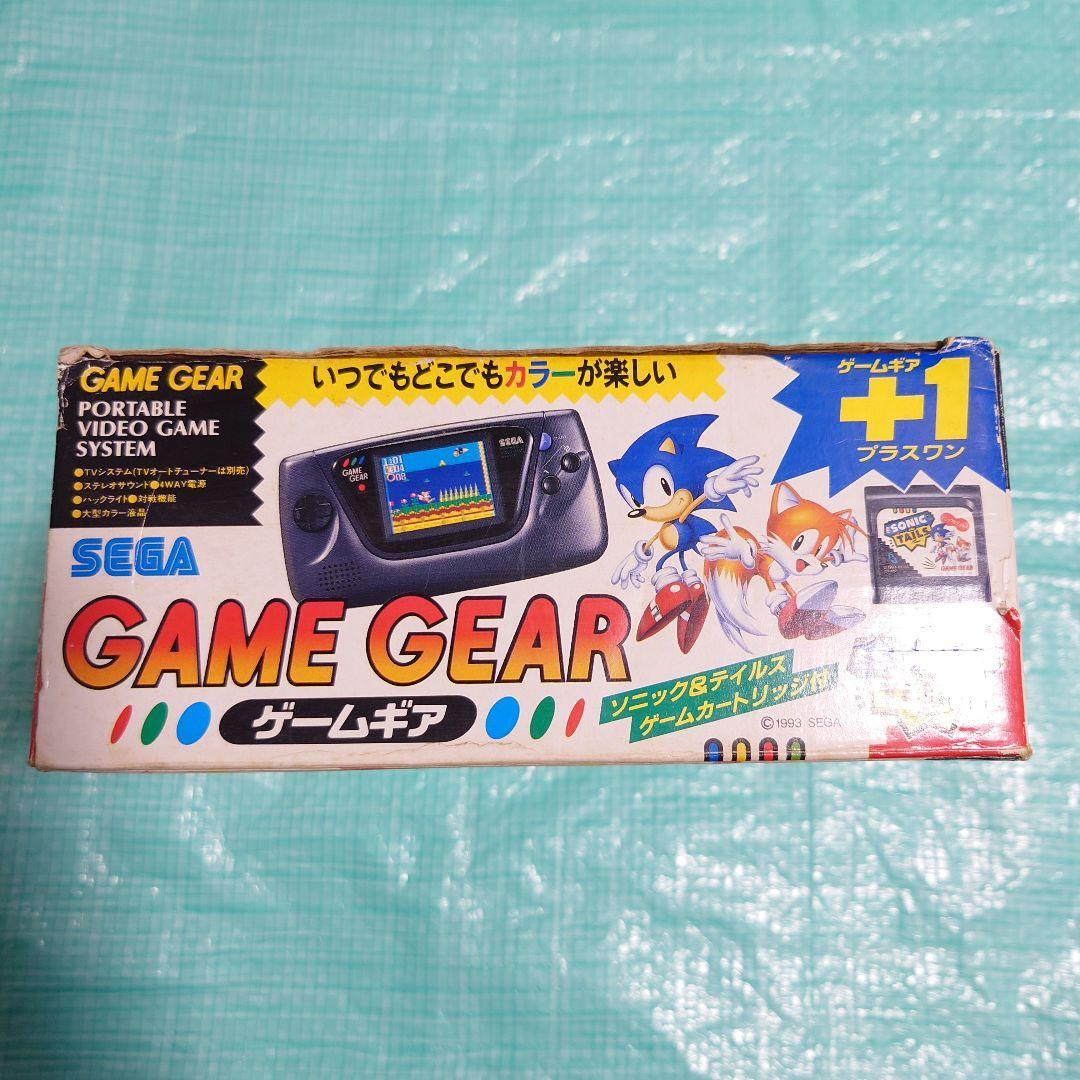 GAME GEAR
PORTABLE
VIDEO GAME
SYSTEM
●TVシステム(TVオートチューナーは別売)
●ステレオサウンド●4WAY電源
●バックライト●対戦機能
●大型カラー液晶
いつでもどこでもカラーが楽しい
ゲームギア
+1
プラスワン
SEGA
GAME GEAR
1:01
04
08
SONIC
&
TAILS
GAME GEAR
SEGA
GAME GEAR
ゲームギア
ソニック&テイルス
ゲームカートリッジ付
©1993 SEGA